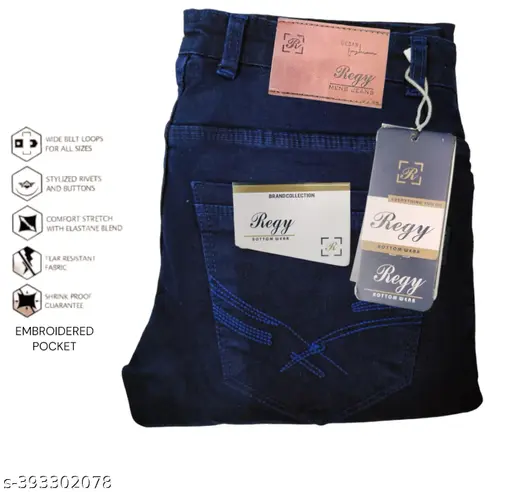 WIDE BELT LOOPS
FOR ALL SIZES
STYLIZED RIVETS
AND BUTTONS
COMFORT STRETCH
WITH ELASTANE BLEND
TEAR RESISTANT
FABRIC
SHRINK PROOF
GUARANTEE
EMBROIDERED
POCKET
R
Regy
MENS JEANS
R
BRAND COLLECTION
Regy
BOTTOM WEAR
R
Regy
BOTTOM WEAR
Regy
BOTTOM WEAR
s-393302078